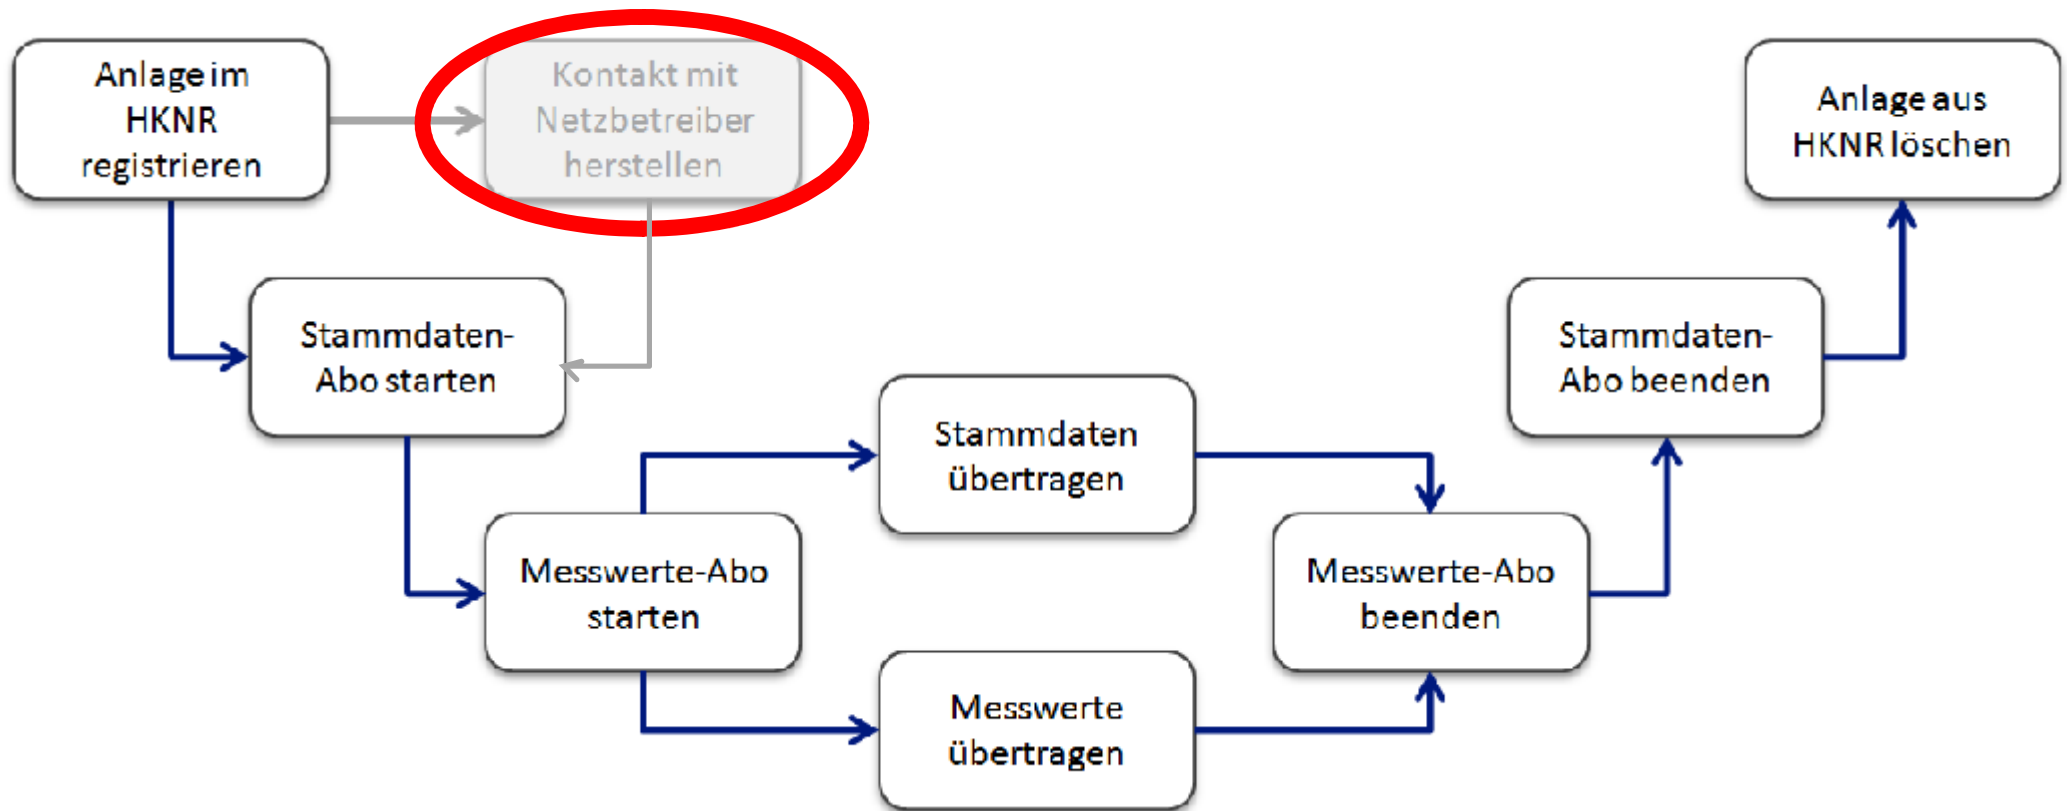 Anlage im
HKNR
registrieren
Kontakt mit
Netzbetreiber
herstellen
Anlage aus
HKNR löschen
Stammdaten-
Abo starten
Stammdaten-
Abo beenden
Stammdaten
übertragen
Messwerte-Abo
starten
Messwerte-Abo
beenden
Messwerte
übertragen